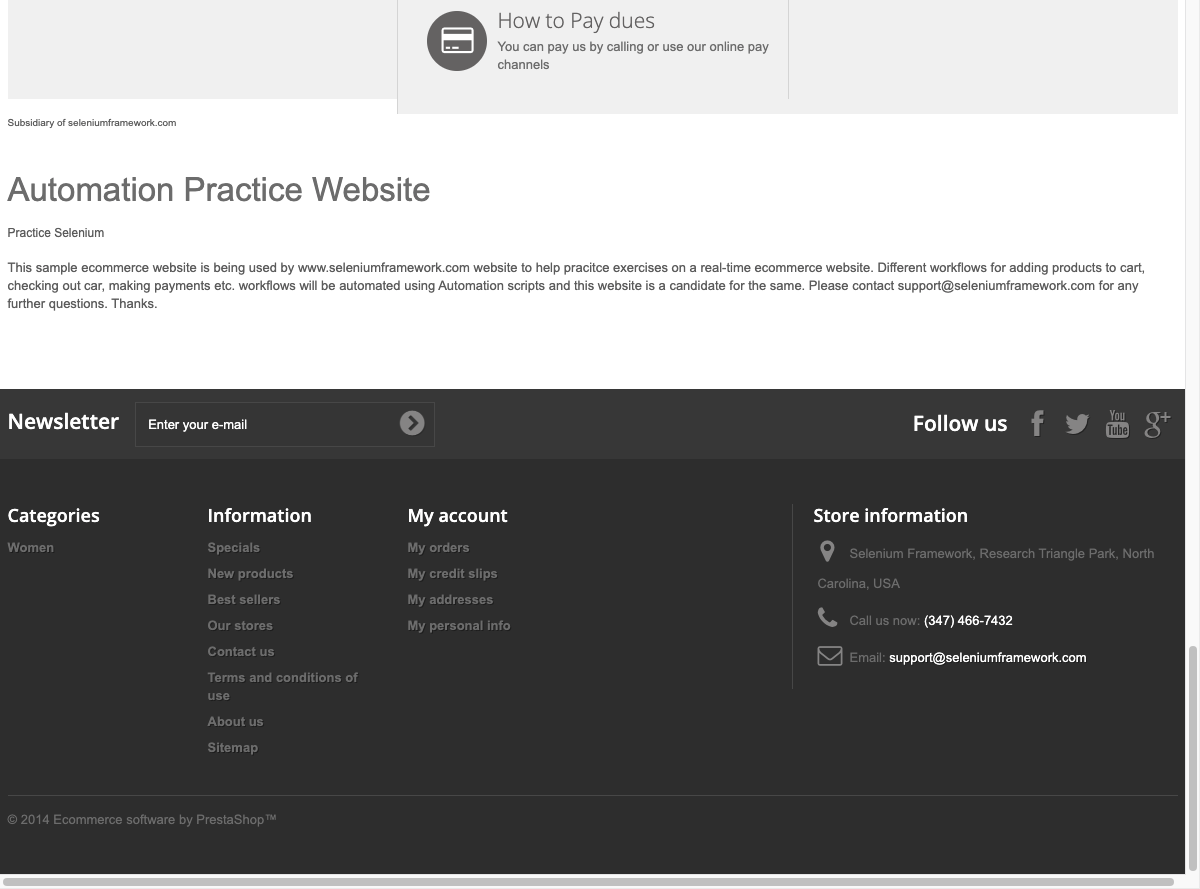 How to Pay dues
You can pay us by calling or use our online pay
channels
Subsidiary of seleniumframework.com
Automation Practice Website
Practice Selenium
This sample ecommerce website is being used by www.seleniumframework.com website to help pracitce exercises on a real-time ecommerce website. Different workflows for adding products to cart,
checking out car, making payments etc. workflows will be automated using Automation scripts and this website is a candidate for the same. Please contact support@seleniumframework.com for any
further questions. Thanks.
Newsletter
Enter your e-mail
Follow us
You
Tube
g+
Categories
Women
Information
Specials
New products
Best sellers
Our stores
Contact us
Terms and conditions of
use
About us
Sitemap
My account
My orders
My credit slips
My addresses
My personal info
Store information
Selenium Framework, Research Triangle Park, North
Carolina, USA
Call us now: (347) 466-7432
Email: support@seleniumframework.com
© 2014 Ecommerce software by PrestaShop™